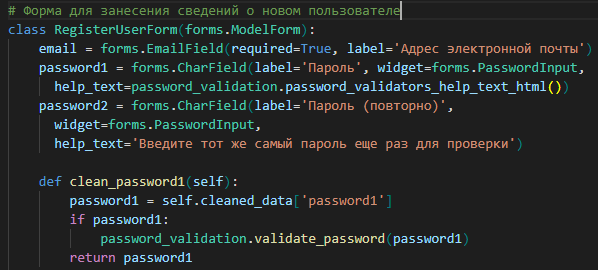 # Форма для занесения сведений о новом пользователе
class RegisterUserForm(forms.ModelForm):
    email = forms.EmailField(required=True, label='Адрес электронной почты')
    password1 = forms.CharField(label='Пароль', widget=forms.PasswordInput,
      help_text=password_validation.password_validators_help_text_html())
    password2 = forms.CharField(label='Пароль (повторно)',
      widget=forms.PasswordInput,
      help_text='Введите тот же самый пароль еще раз для проверки')

    def clean_password1(self):
        password1 = self.cleaned_data['password1']
        if password1:
            password_validation.validate_password(password1)
        return password1